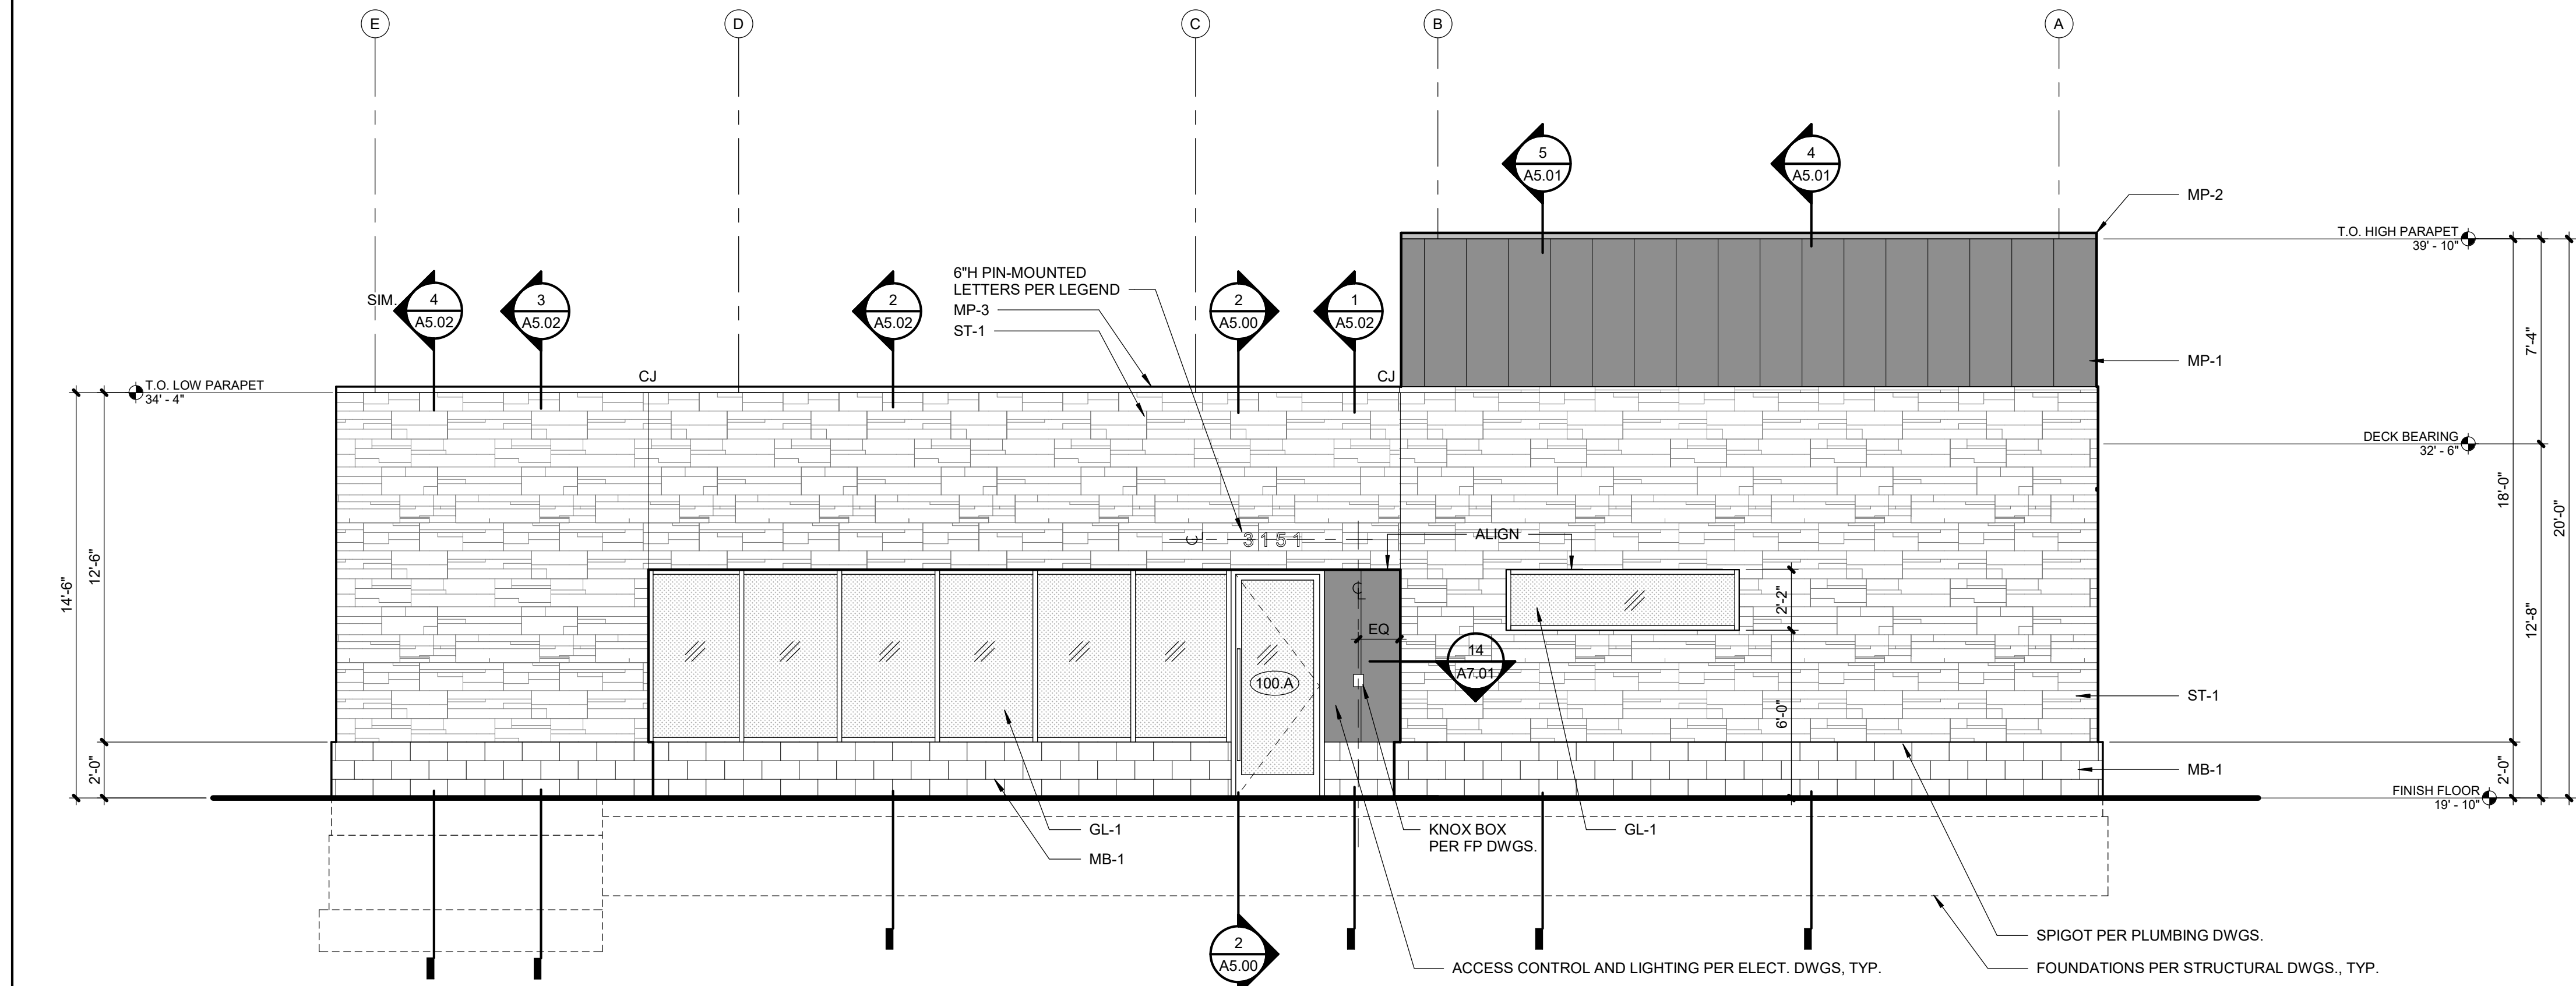 E
D
C
B
A
5
A5.01
4
A5.01
MP-2
T.O. HIGH PARAPET
39' - 10"
6"H PIN-MOUNTED
LETTERS PER LEGEND
MP-3
ST-1
SIM.
4
A5.02
3
A5.02
2
A5.02
2
A5.00
1
A5.02
7'-4"
MP-1
CJ
CJ
T.O. LOW PARAPET
34' - 4"
DECK BEARING
32' - 6"
18'-0"
20'-0"
14'-6"
12'-6"
3151
ALIGN
2'-2"
12'-8"
EQ
14
A7.01
100.A
6'-0"
ST-1
2'-0"
MB-1
2'-0"
FINISH FLOOR
19' - 10"
GL-1
MB-1
KNOX BOX
PER FP DWGS.
GL-1
2
A5.00
SPIGOT PER PLUMBING DWGS.
ACCESS CONTROL AND LIGHTING PER ELECT. DWGS, TYP.
FOUNDATIONS PER STRUCTURAL DWGS., TYP.